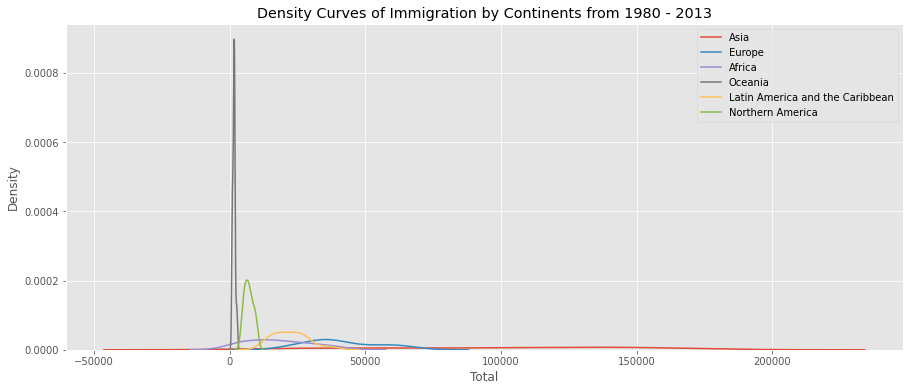 Density Curves of Immigration by Continents from 1980 - 2013
Asia
Europe
Africa
Oceania
Latin America and the Caribbean
Northern America
0.0008
0.0006
0.0004
0.0002
0.0000
Density
−50000 0 50000 100000 150000 200000
Total